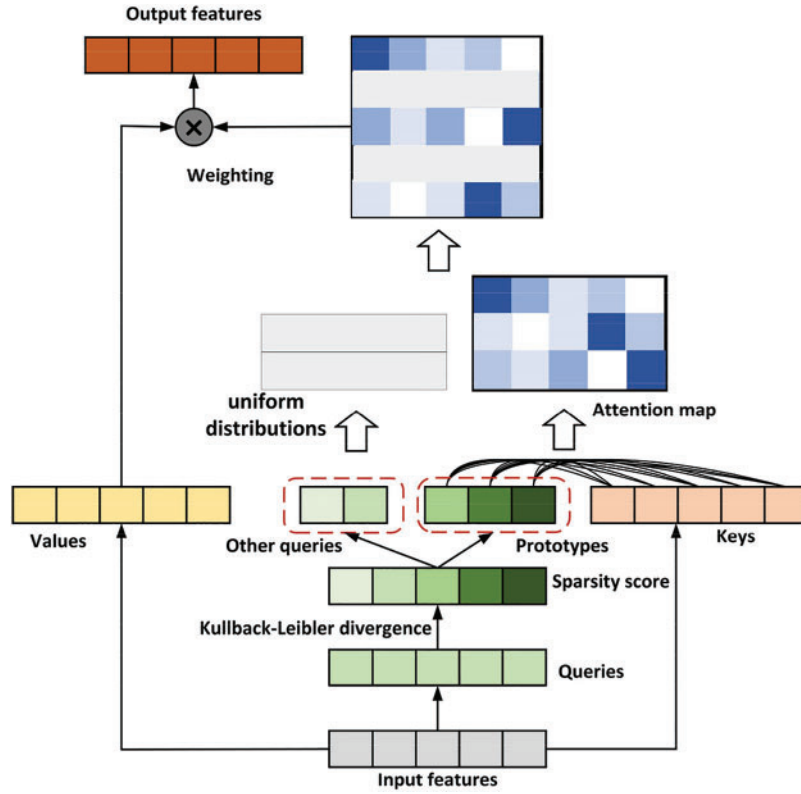 Output features
Weighting
uniform
distributions
Attention map
Values
Other queries
Prototypes
Keys
Sparsity score
Kullback-Leibler divergence
Queries
Input features